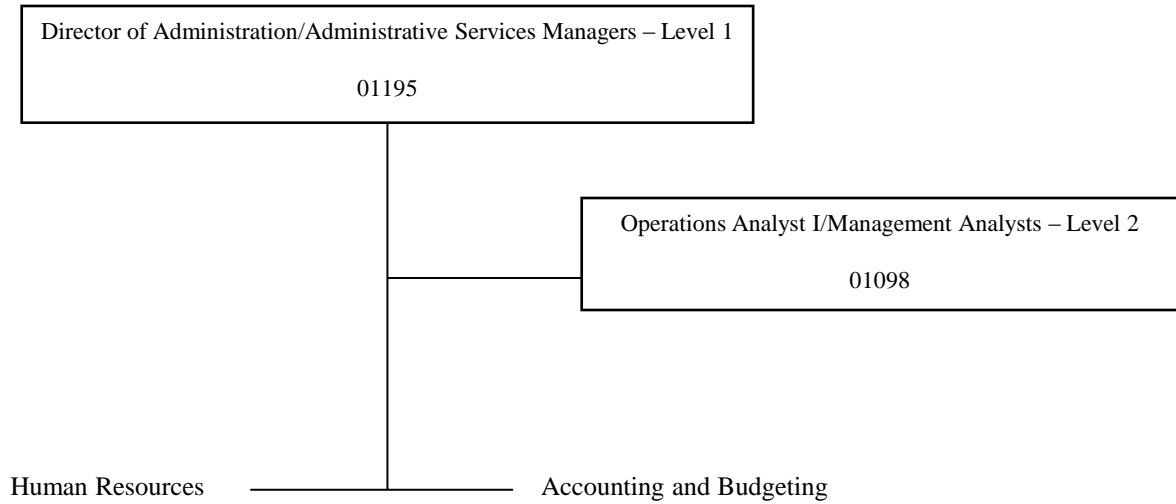 Director of Administration/Administrative Services Managers – Level 1
01195
Operations Analyst I/Management Analysts – Level 2
01098
Human Resources
Accounting and Budgeting